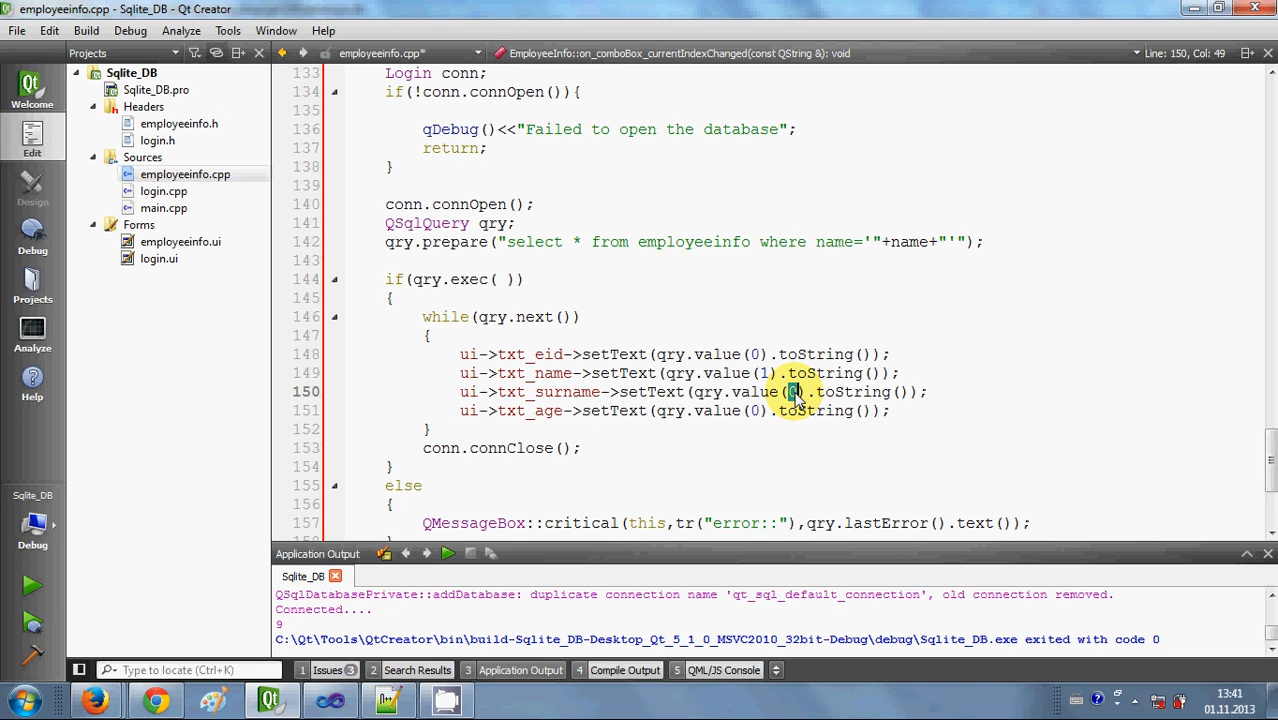 employeeinfo.cpp - Sqlite_DB - Qt Creator
File Edit Build Debug Analyze Tools Window Help
Projects
employeeinfo.cpp*
EmployeeInfo::on_comboBox_currentIndexChanged(const QString &): void
Line: 150, Col: 49
Welcome
Edit
Design
Debug
Projects
Analyze
Help
Sqlite_DB
Debug
Sqlite_DB
Sqlite_DB.pro
Headers
employeeinfo.h
login.h
Sources
employeeinfo.cpp
login.cpp
main.cpp
Forms
employeeinfo.ui
login.ui
133 Login conn;
134 if(!conn.connOpen()){
135
136 qDebug()<<"Failed to open the database";
137 return;
138 }
139
140 conn.connOpen();
141 QSqlQuery qry;
142 qry.prepare("select * from employeeinfo where name='"+name+"'");
143
144 if(qry.exec( ))
145 {
146 while(qry.next())
147 {
148 ui->txt_eid->setText(qry.value(0).toString());
149 ui->txt_name->setText(qry.value(1).toString());
150 ui->txt_surname->setText(qry.value(0).toString());
151 ui->txt_age->setText(qry.value(0).toString());
152 }
153 conn.connClose();
154 }
155 else
156 {
157 QMessageBox::critical(this,tr("error::"),qry.lastError().text());
158 }
Application Output
Sqlite_DB
QSqlDatabasePrivate::addDatabase: duplicate connection name 'qt_sql_default_connection', old connection removed.
Connected....
9
C:\Qt\Tools\QtCreator\bin\build-Sqlite_DB-Desktop_Qt_5_1_0_MSVC2010_32bit-Debug\debug\Sqlite_DB.exe exited with code 0
Type to locate (Ctrl+K)
1 Issues 3
2 Search Results
3 Application Output
4 Compile Output
5 QML/JS Console
13:41
01.11.2013